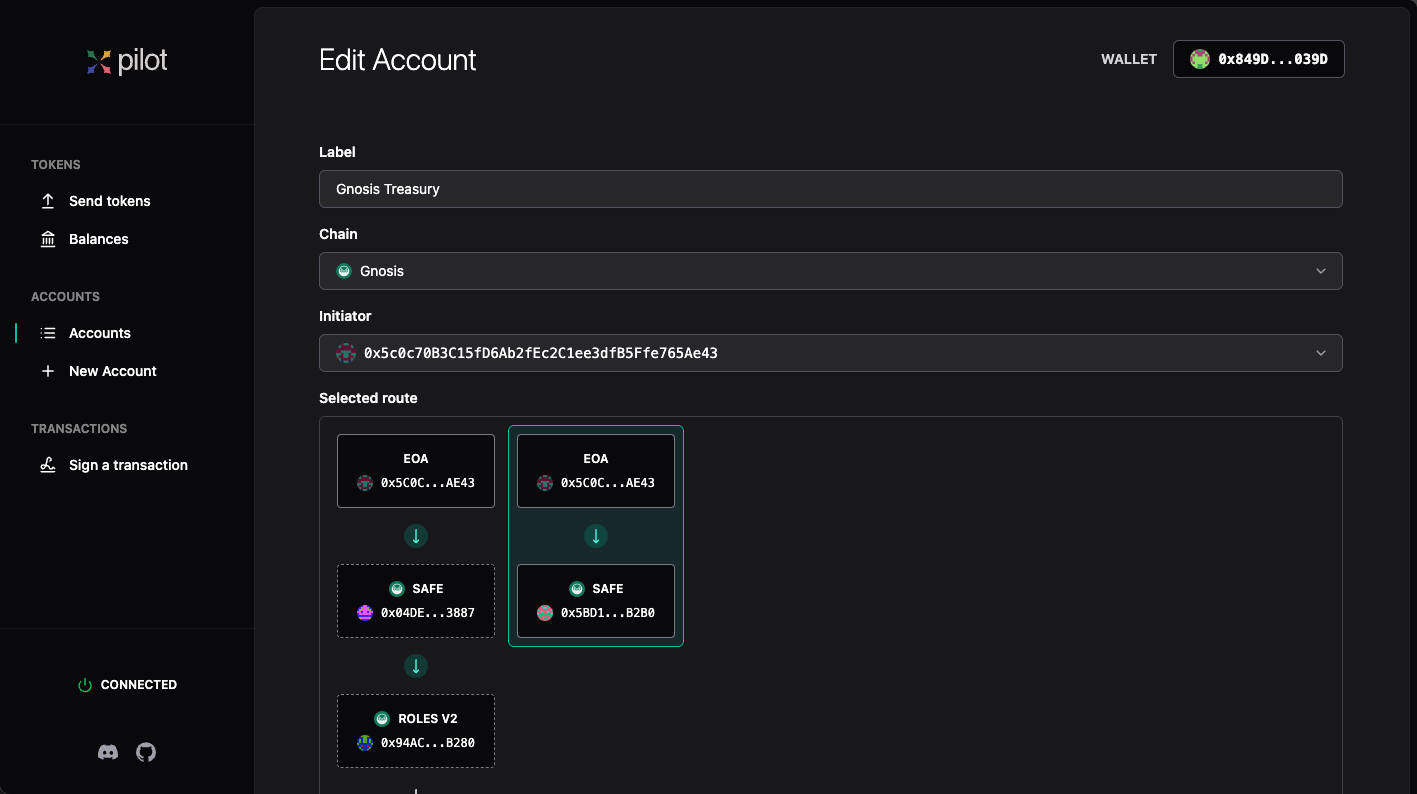 pilot
TOKENS
Send tokens
Balances
ACCOUNTS
Accounts
New Account
TRANSACTIONS
Sign a transaction
CONNECTED
Edit Account
WALLET
0x849D...039D
Label
Gnosis Treasury
Chain
Gnosis
Initiator
0x5c0c70B3C15fD6Ab2fEc2C1ee3dfB5Ffe765Ae43
Selected route
EOA
0x5C0C...AE43
SAFE
0x04DE...3887
ROLES V2
0x94AC...B280
EOA
0x5C0C...AE43
SAFE
0x5BD1...B2B0